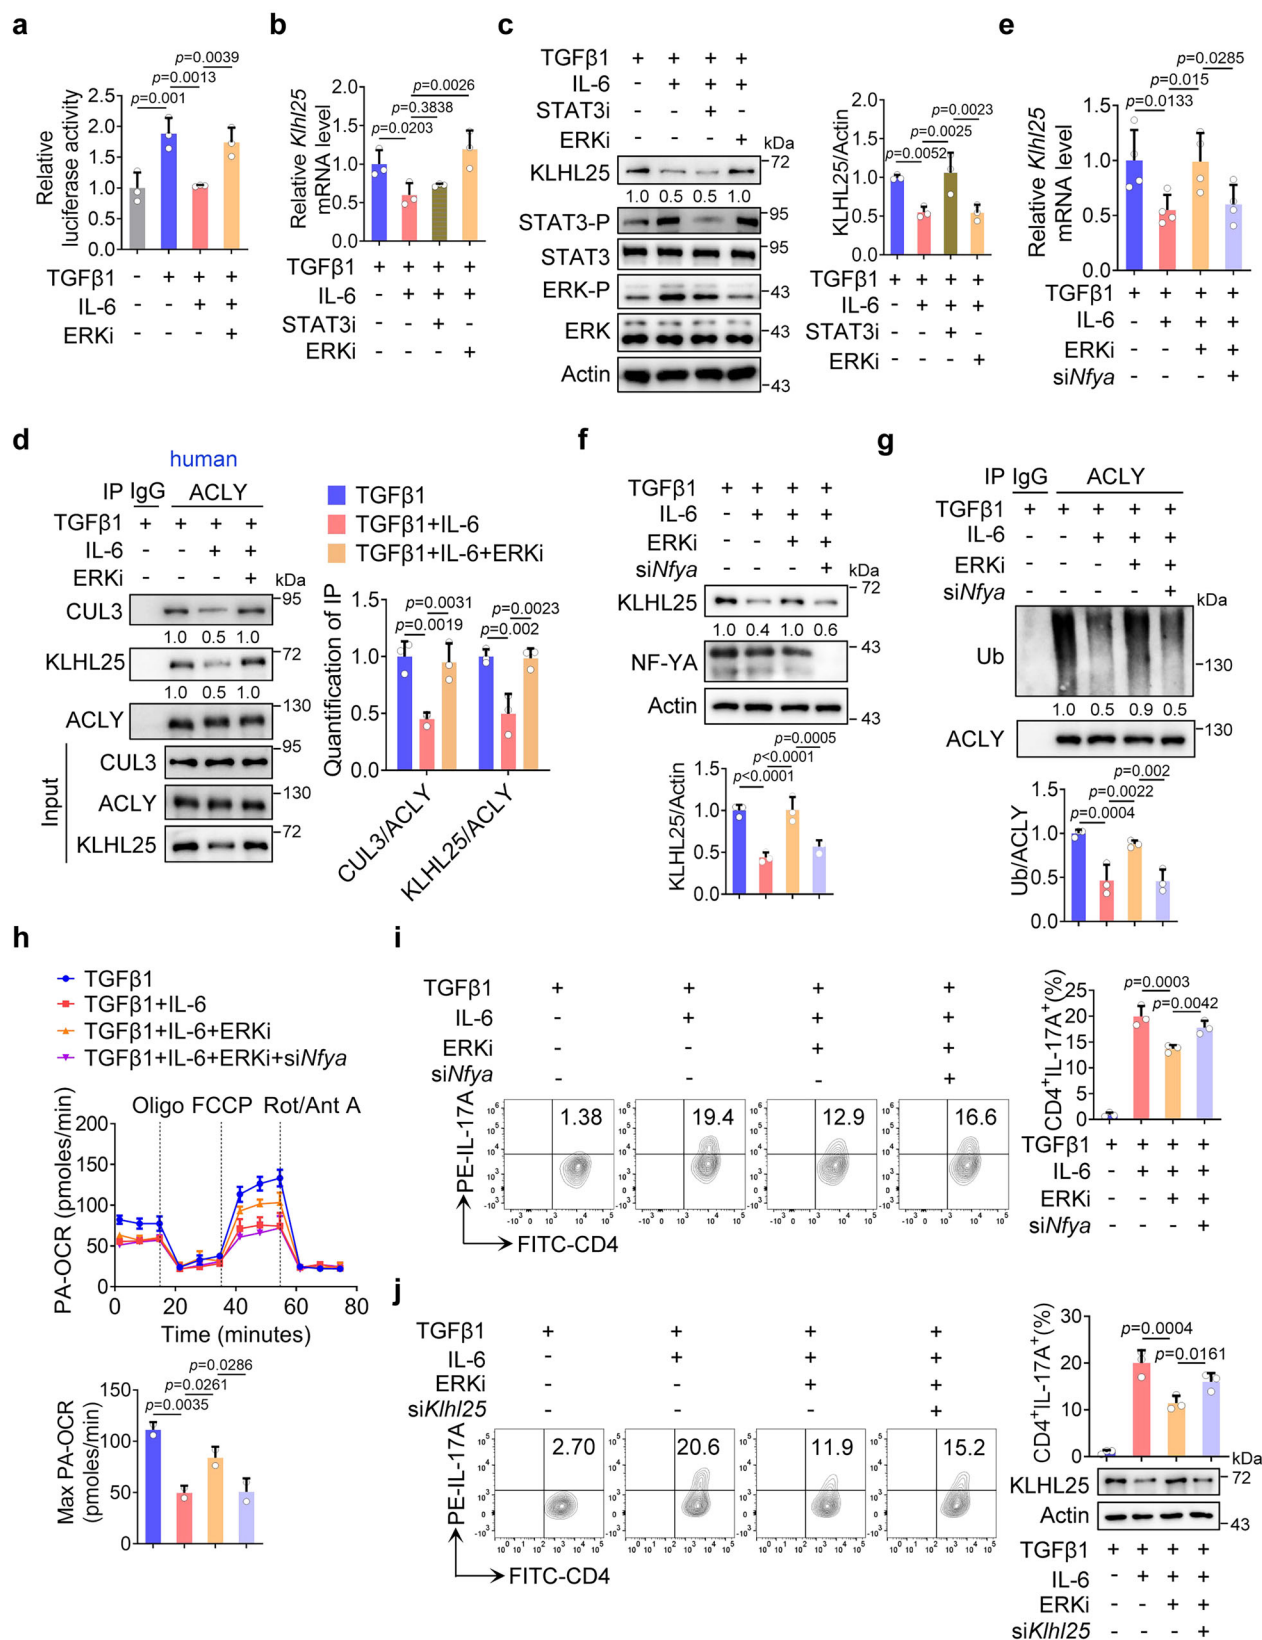 a
p=0.0039
p=0.0013
p=0.001
Relative
luciferase activity
2.5
2.0
1.5
1.0
0.5
0.0
TGFβ1 - + + +
IL-6 - - + +
ERKi - - - +
b
p=0.0026
p=0.3838
p=0.0203
Relative Klhl25
mRNA level
2.0
1.5
1.0
0.5
0.0
TGFβ1 + + + +
IL-6 - + + +
STAT3i - - + -
ERKi - - - +
c
TGFβ1 + + + +
IL-6 - + + +
STAT3i - - + -
ERKi - - - + kDa
KLHL25 72
1.0 0.5 0.5 1.0
STAT3-P 95
STAT3 95
ERK-P 43
ERK 43
Actin 43
p=0.0023
p=0.0025
p=0.0052
KLHL25/Actin
2.0
1.5
1.0
0.5
0.0
TGFβ1 + + + +
IL-6 - + + +
STAT3i - - + -
ERKi - - - +
e
p=0.0285
p=0.015
p=0.0133
Relative Klhl25
mRNA level
1.5
1.0
0.5
0.0
TGFβ1 + + + +
IL-6 - + + +
ERKi - - + +
siNfya - - - +
d
human
IP IgG ACLY
TGFβ1 + + + +
IL-6 - - + +
ERKi - - - + kDa
CUL3 95
1.0 0.5 1.0
KLHL25 72
1.0 0.5 1.0
ACLY 130
Input
CUL3 95
ACLY 130
KLHL25 72
TGFβ1
TGFβ1+IL-6
TGFβ1+IL-6+ERKi
Quantification of IP
1.5
1.0
0.5
0.0
p=0.0031
p=0.0019
p=0.0023
p=0.002
CUL3/ACLY
KLHL25/ACLY
f
TGFβ1 + + + +
IL-6 - + + +
ERKi - - + +
siNfya - - - + kDa
KLHL25 72
1.0 0.4 1.0 0.6
NF-YA 43
Actin 43
p=0.0005
p<0.0001
p<0.0001
KLHL25/Actin
1.5
1.0
0.5
0.0
g
IP IgG ACLY
TGFβ1 + + + + +
IL-6 - - + + +
ERKi - - - + +
siNfya - - - - + kDa
Ub 130
1.0 0.5 0.9 0.5
ACLY 130
p=0.002
p=0.0022
p=0.0004
Ub/ACLY
1.5
1.0
0.5
0.0
h
TGFβ1
TGFβ1+IL-6
TGFβ1+IL-6+ERKi
TGFβ1+IL-6+ERKi+siNfya
Oligo FCCP Rot/Ant A
PA-OCR (pmoles/min)
200
150
100
50
0
0 20 40 60 80
Time (minutes)
p=0.0286
p=0.0261
p=0.0035
Max PA-OCR
(pmoles/min)
150
100
50
0
i
TGFβ1 + + + +
IL-6 - + + +
ERKi - - + +
siNfya - - - +
PE-IL-17A
1.38 19.4 12.9 16.6
FITC-CD4
CD4+IL-17A+(%)
25
20
15
10
5
0
p=0.0003
p=0.0042
TGFβ1 + + + +
IL-6 - + + +
ERKi - - + +
siNfya - - - +
j
TGFβ1 + + + +
IL-6 - + + +
ERKi - - + +
siKlhl25 - - - +
PE-IL-17A
2.70 20.6 11.9 15.2
FITC-CD4
CD4+IL-17A+(%)
30
20
10
0
p=0.0004
p=0.0161
kDa
KLHL25 72
Actin 43
TGFβ1 + + + +
IL-6 - + + +
ERKi - - + +
siKlhl25 - - - +